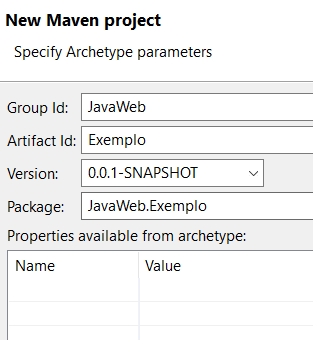 New Maven project
Specify Archetype parameters
Group Id: JavaWeb
Artifact Id: Exemplo
Version: 0.0.1-SNAPSHOT
Package: JavaWeb.Exemplo
Properties available from archetype:
Name Value